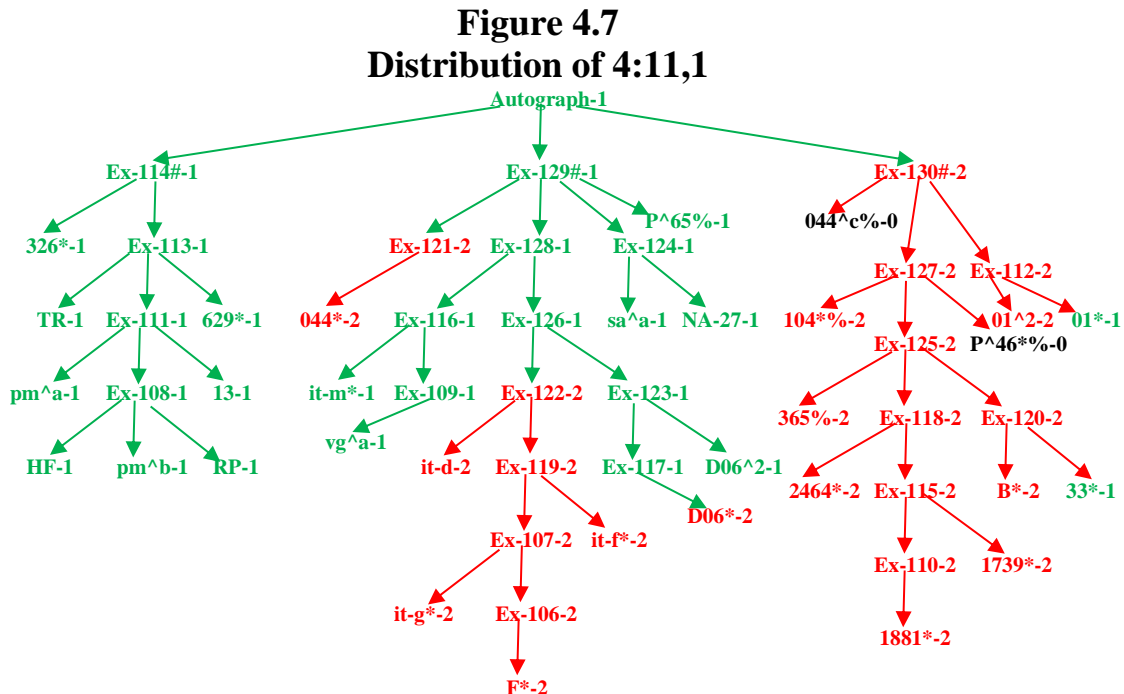 Figure 4.7
Distribution of 4:11,1
Autograph-1
Ex-114#-1 Ex-129#-1 Ex-130#-2
326*-1 Ex-113-1 Ex-121-2 Ex-128-1 Ex-124-1 P^65%-1 044^c%-0
TR-1 Ex-111-1 629*-1 044*-2 Ex-116-1 Ex-126-1 sa^a-1 NA-27-1 Ex-127-2 Ex-112-2
104*%-2 Ex-125-2 P^46*%-0 01^2-2 01*-1
pm^a-1 Ex-108-1 13-1 it-m*-1 Ex-109-1 Ex-122-2 Ex-123-1 365%-2 Ex-118-2 Ex-120-2
HF-1 pm^b-1 RP-1 vg^a-1 it-d-2 Ex-119-2 Ex-117-1 D06^2-1 2464*-2 Ex-115-2 B*-2 33*-1
Ex-107-2 it-f*-2 D06*-2 Ex-110-2 1739*-2
it-g*-2 Ex-106-2 1881*-2
F*-2